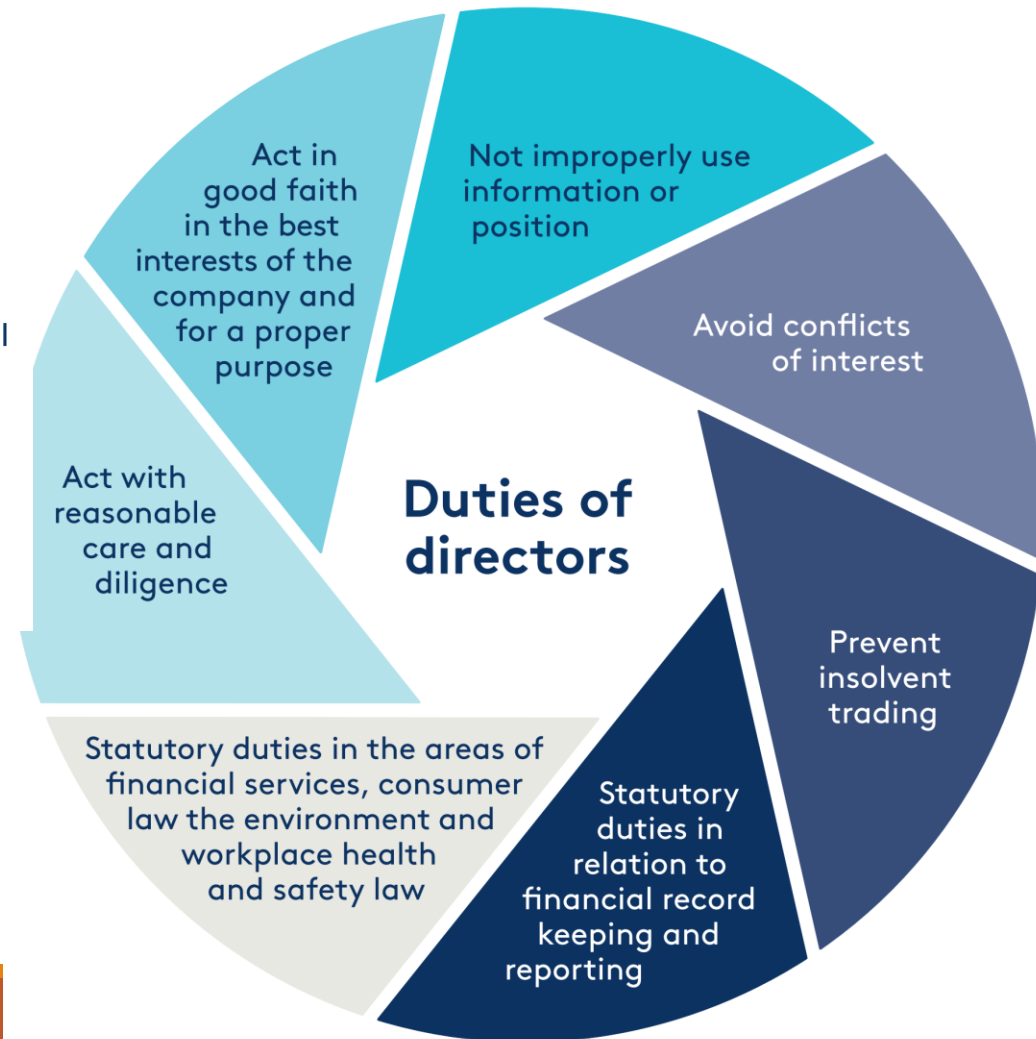 Duties of
directors
Act in
good faith
in the best
interests of the
company and
for a proper
purpose
Not improperly use
information or
position
Avoid conflicts
of interest
Prevent
insolvent
trading
Statutory
duties in
relation to
financial record
keeping and
reporting
Statutory duties in the areas of
financial services, consumer
law the environment and
workplace health
and safety law
Act with
reasonable
care and
diligence